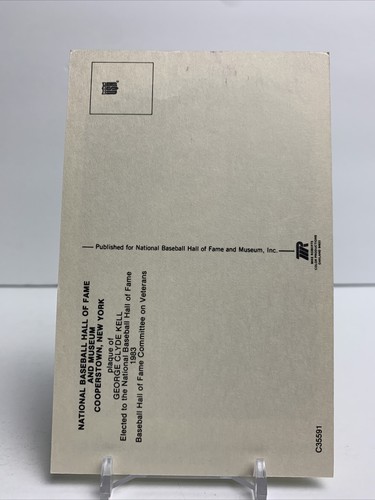 NATIONAL BASEBALL HALL OF FAME
AND MUSEUM
COOPERSTOWN, NEW YORK
plaque of
GEORGE CLYDE KELL
Elected to the National Baseball Hall of Fame
1983
Baseball Hall of Fame Committee on Veterans
Published for National Baseball Hall of Fame and Museum, Inc.
C35591